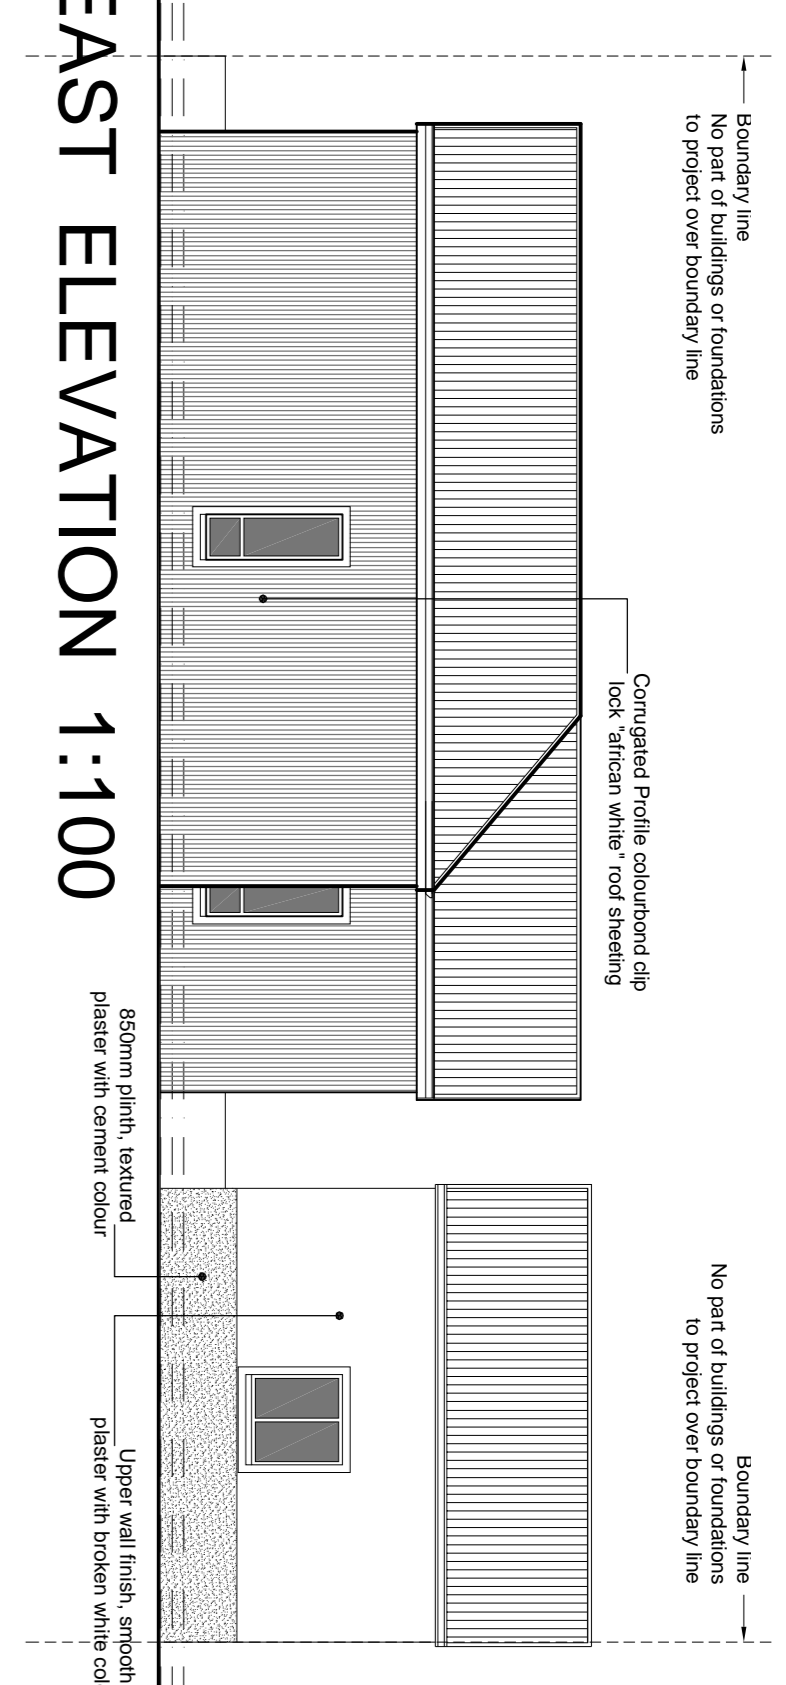 Boundary line
No part of buildings or foundations
to project over boundary line
Boundary line
No part of buildings or foundations
to project over boundary line
Corrugated Profile colourbond clip
lock "african white" roof sheeting
850mm plinth, textured
plaster with cement colour
Upper wall finish, smooth
plaster with broken white col
EAST ELEVATION 1:100